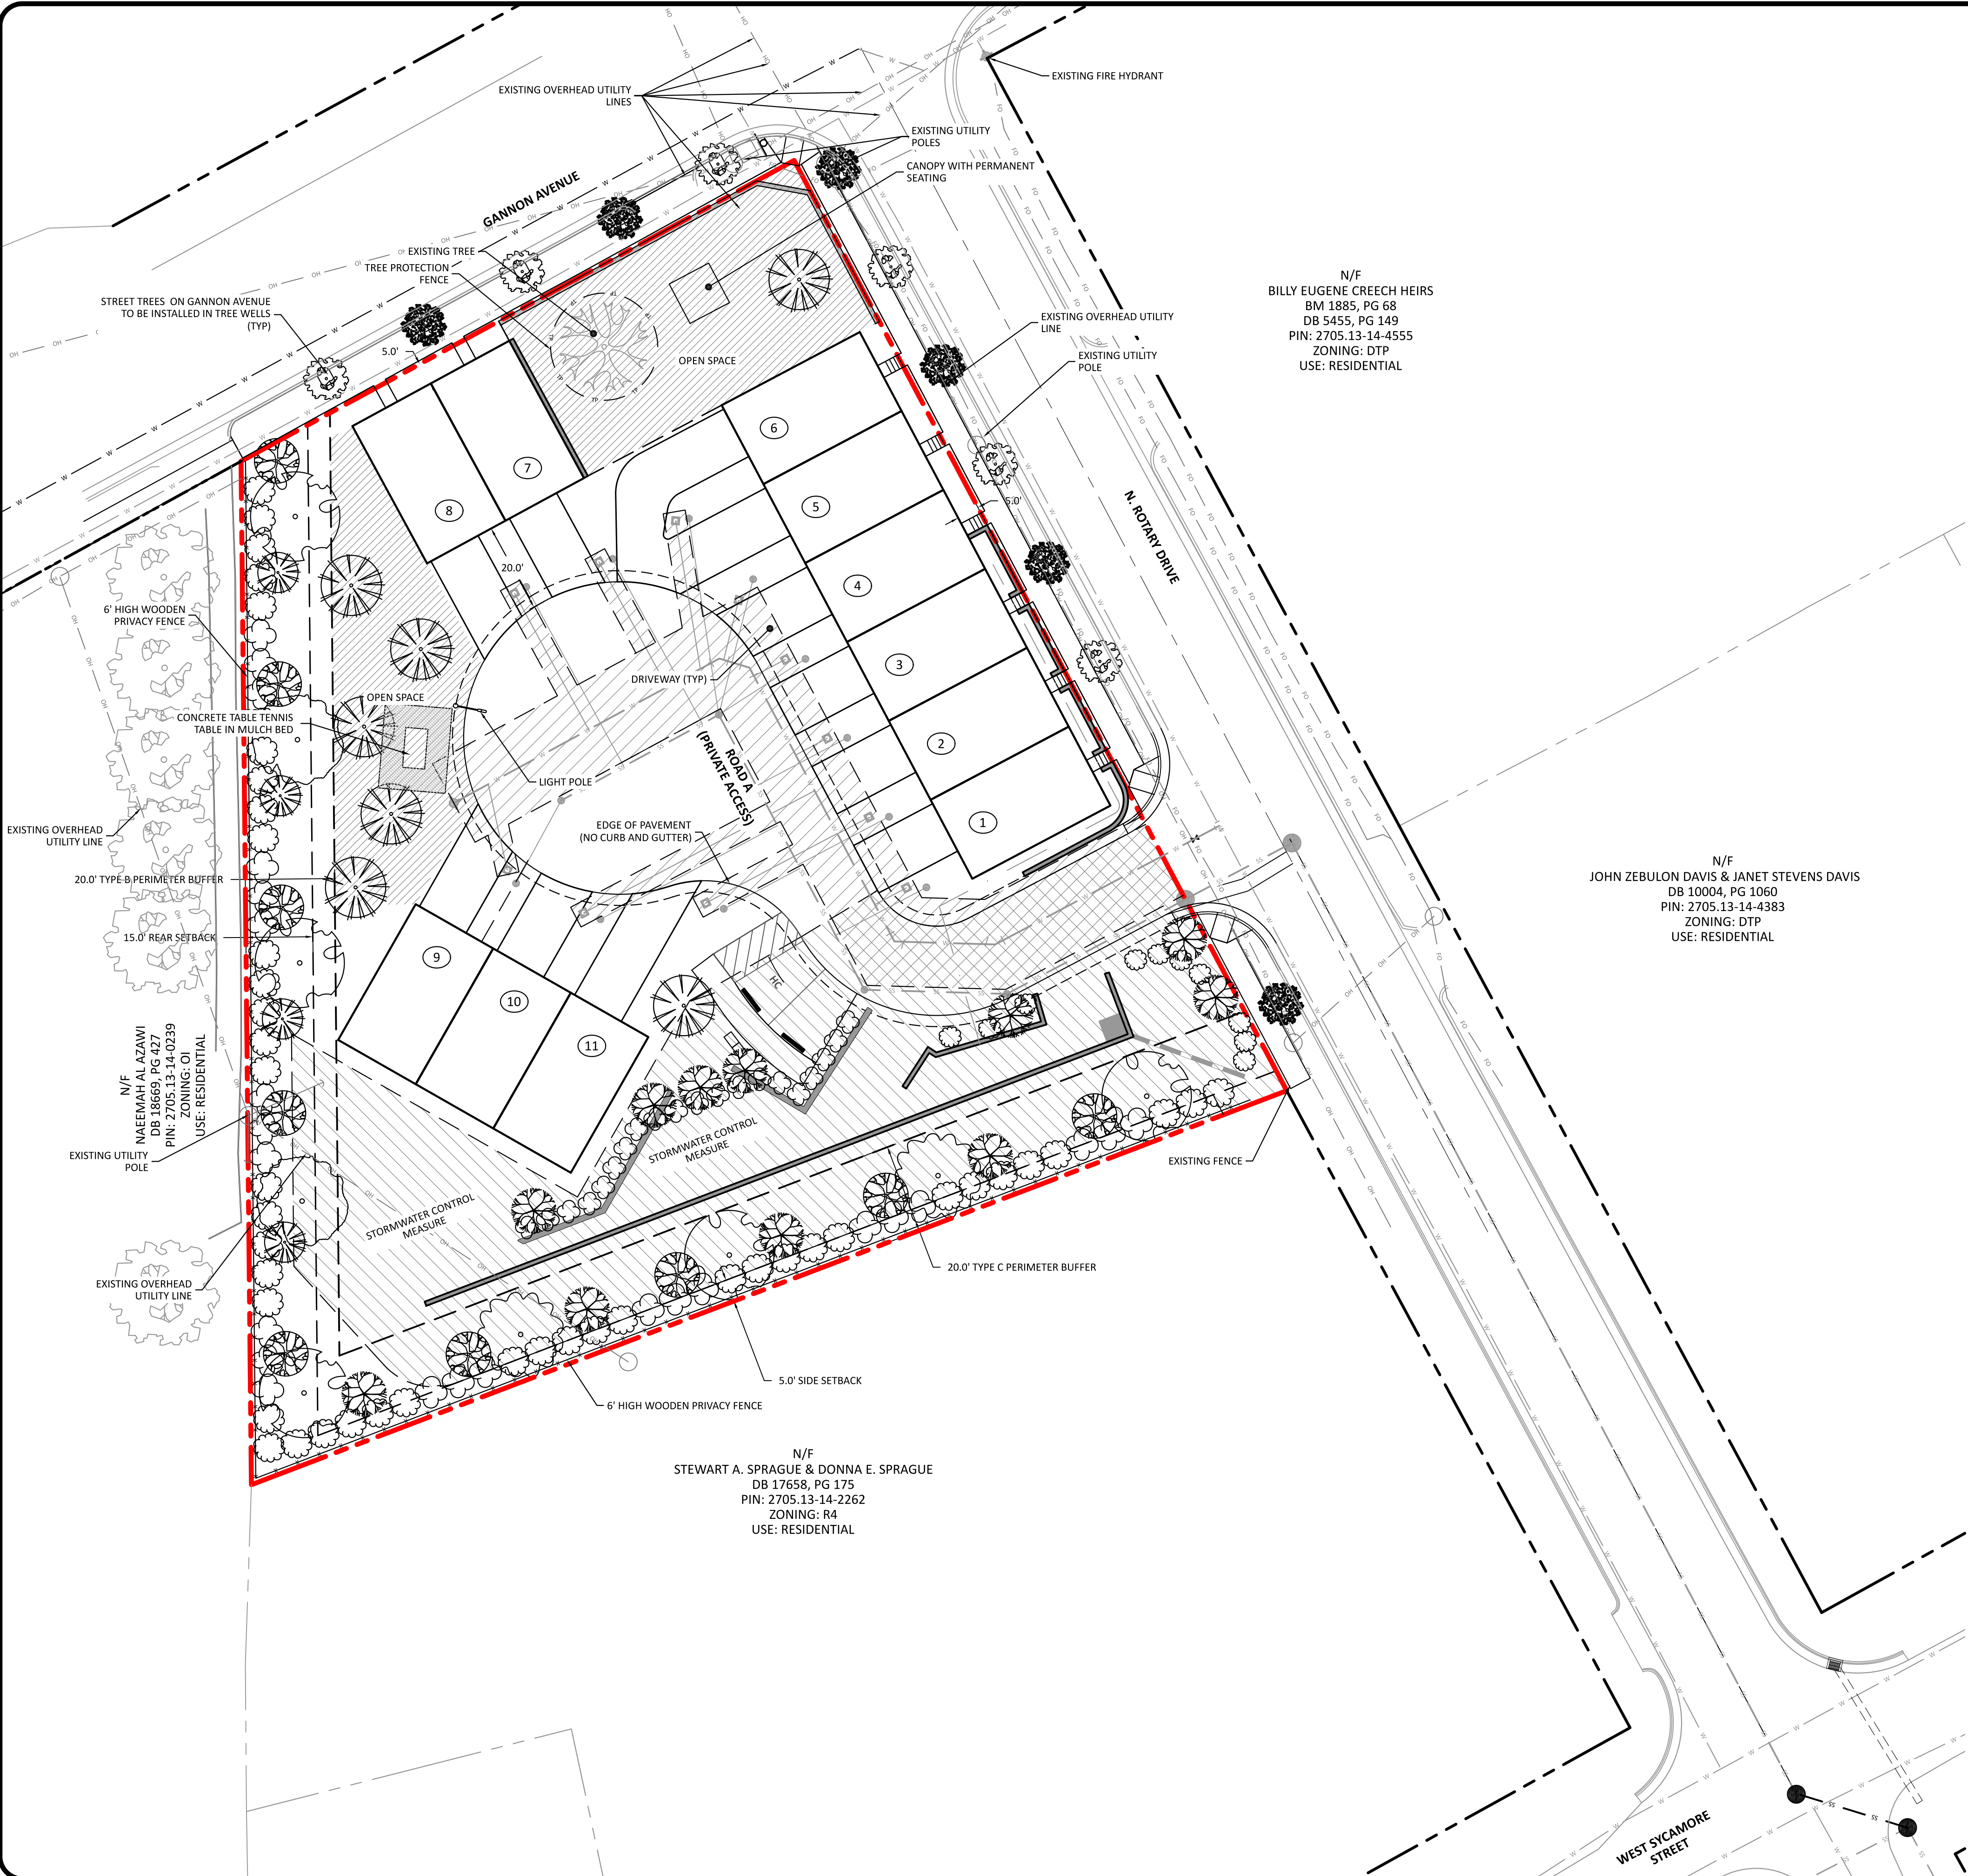 EXISTING OVERHEAD UTILITY
LINES
EXISTING FIRE HYDRANT
EXISTING UTILITY
POLES
CANOPY WITH PERMANENT
SEATING
GANNON AVENUE
EXISTING TREE
TREE PROTECTION
FENCE
STREET TREES ON GANNON AVENUE
TO BE INSTALLED IN TREE WELLS
(TYP)
5.0'
OPEN SPACE
EXISTING OVERHEAD UTILITY
LINE
EXISTING UTILITY
POLE
N/F
BILLY EUGENE CREECH HEIRS
BM 1885, PG 68
DB 5455, PG 149
PIN: 2705.13-14-4555
ZONING: DTP
USE: RESIDENTIAL
6
7
8
5
5.0'
N. ROTARY DRIVE
20.0'
4
6' HIGH WOODEN
PRIVACY FENCE
3
DRIVEWAY (TYP)
OPEN SPACE
CONCRETE TABLE TENNIS
TABLE IN MULCH BED
2
ROAD A
(PRIVATE ACCESS)
LIGHT POLE
1
EDGE OF PAVEMENT
(NO CURB AND GUTTER)
EXISTING OVERHEAD
UTILITY LINE
20.0' TYPE B PERIMETER BUFFER
15.0' REAR SETBACK
N/F
JOHN ZEBULON DAVIS & JANET STEVENS DAVIS
DB 10004, PG 1060
PIN: 2705.13-14-4383
ZONING: DTP
USE: RESIDENTIAL
9
10
11
HC
N/F
NAEEMAH AL AZAWI
DB 18669, PG 427
PIN: 2705.13-14-0239
ZONING: OI
USE: RESIDENTIAL
EXISTING UTILITY
POLE
STORMWATER CONTROL
MEASURE
EXISTING FENCE
STORMWATER CONTROL
MEASURE
EXISTING OVERHEAD
UTILITY LINE
20.0' TYPE C PERIMETER BUFFER
5.0' SIDE SETBACK
6' HIGH WOODEN PRIVACY FENCE
N/F
STEWART A. SPRAGUE & DONNA E. SPRAGUE
DB 17658, PG 175
PIN: 2705.13-14-2262
ZONING: R4
USE: RESIDENTIAL
WEST SYCAMORE
STREET